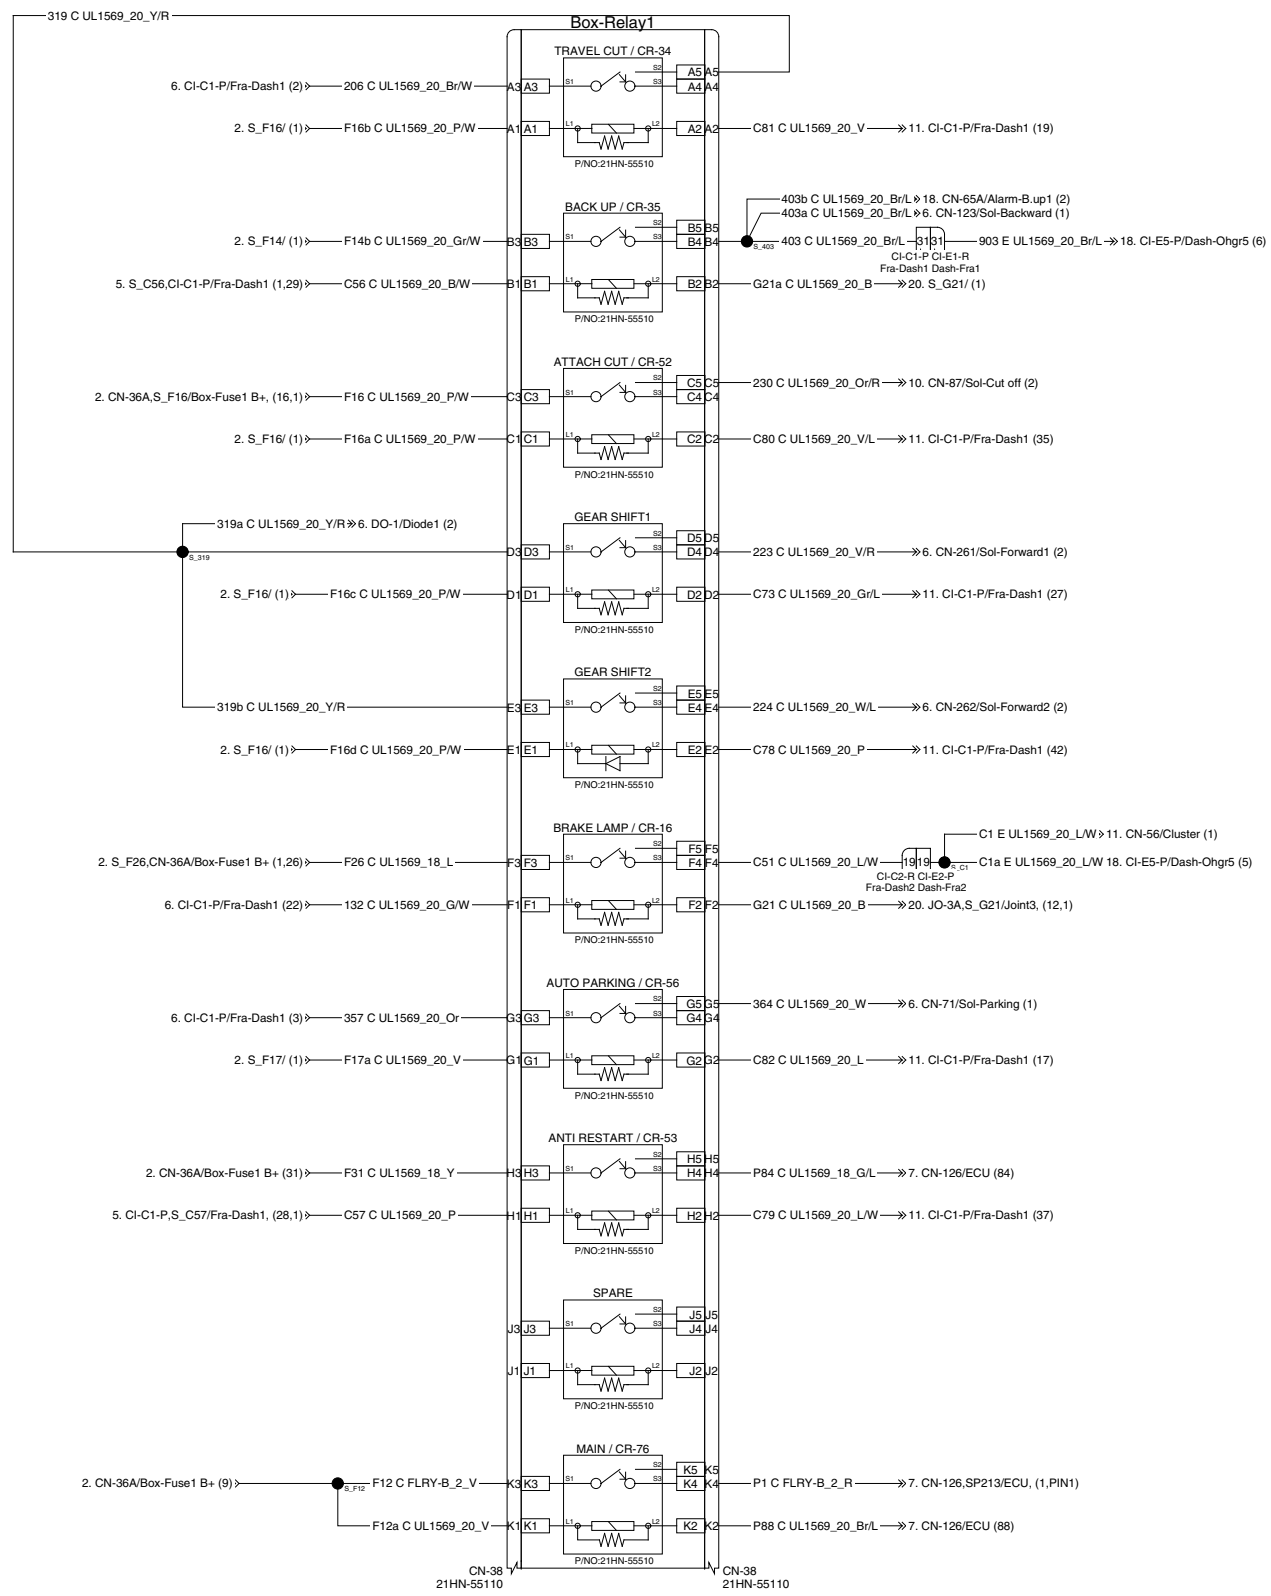 319 C UL1569_20_Y/R
Box-Relay1
TRAVEL CUT / CR-34
S2 A5 A5
6. CI-C1-P/Fra-Dash1 (2) 206 C UL1569_20_Br/W A3 A3 S1 S3 A4 A4
2. S_F16/ (1) F16b C UL1569_20_P/W A1 A1 L1 L2 A2 A2 C81 C UL1569_20_V 11. CI-C1-P/Fra-Dash1 (19)
P/NO:21HN-55510
403b C UL1569_20_Br/L 18. CN-65A/Alarm-B.up1 (2)
BACK UP / CR-35 403a C UL1569_20_Br/L 6. CN-123/Sol-Backward (1)
S2 B5 B5
2. S_F14/ (1) F14b C UL1569_20_Gr/W B3 B3 S1 S3 B4 B4 S_403 403 C UL1569_20_Br/L 31 31 903 E UL1569_20_Br/L 18. CI-E5-P/Dash-Ohgr5 (6)
CI-C1-P CI-E1-R
Fra-Dash1 Dash-Fra1
5. S_C56,CI-C1-P/Fra-Dash1 (1,29) C56 C UL1569_20_B/W B1 B1 L1 L2 B2 B2 G21a C UL1569_20_B 20. S_G21/ (1)
P/NO:21HN-55510
ATTACH CUT / CR-52
S2 C5 C5 230 C UL1569_20_Or/R 10. CN-87/Sol-Cut off (2)
2. CN-36A,S_F16/Box-Fuse1 B+, (16,1) F16 C UL1569_20_P/W C3 C3 S1 S3 C4 C4
2. S_F16/ (1) F16a C UL1569_20_P/W C1 C1 L1 L2 C2 C2 C80 C UL1569_20_V/L 11. CI-C1-P/Fra-Dash1 (35)
P/NO:21HN-55510
GEAR SHIFT1
319a C UL1569_20_Y/R 6. DO-1/Diode1 (2)
S2 D5 D5
S_319 D3 D3 S1 S3 D4 D4 223 C UL1569_20_V/R 6. CN-261/Sol-Forward1 (2)
2. S_F16/ (1) F16c C UL1569_20_P/W D1 D1 L1 L2 D2 D2 C73 C UL1569_20_Gr/L 11. CI-C1-P/Fra-Dash1 (27)
P/NO:21HN-55510
GEAR SHIFT2
S2 E5 E5
319b C UL1569_20_Y/R E3 E3 S1 S3 E4 E4 224 C UL1569_20_W/L 6. CN-262/Sol-Forward2 (2)
2. S_F16/ (1) F16d C UL1569_20_P/W E1 E1 L1 L2 E2 E2 C78 C UL1569_20_P 11. CI-C1-P/Fra-Dash1 (42)
P/NO:21HN-55510
BRAKE LAMP / CR-16 C1 E UL1569_20_L/W 11. CN-56/Cluster (1)
S2 F5 F5
2. S_F26,CN-36A/Box-Fuse1 B+ (1,26) F26 C UL1569_18_L F3 F3 S1 S3 F4 F4 C51 C UL1569_20_L/W 19 19 S_C1 C1a E UL1569_20_L/W 18. CI-E5-P/Dash-Ohgr5 (5)
CI-C2-R CI-E2-P
Fra-Dash2 Dash-Fra2
6. CI-C1-P/Fra-Dash1 (22) 132 C UL1569_20_G/W F1 F1 L1 L2 F2 F2 G21 C UL1569_20_B 20. JO-3A,S_G21/Joint3, (12,1)
P/NO:21HN-55510
AUTO PARKING / CR-56
S2 G5 G5 364 C UL1569_20_W 6. CN-71/Sol-Parking (1)
6. CI-C1-P/Fra-Dash1 (3) 357 C UL1569_20_Or G3 G3 S1 S3 G4 G4
2. S_F17/ (1) F17a C UL1569_20_V G1 G1 L1 L2 G2 G2 C82 C UL1569_20_L 11. CI-C1-P/Fra-Dash1 (17)
P/NO:21HN-55510
ANTI RESTART / CR-53
S2 H5 H5
2. CN-36A/Box-Fuse1 B+ (31) F31 C UL1569_18_Y H3 H3 S1 S3 H4 H4 P84 C UL1569_18_G/L 7. CN-126/ECU (84)
5. CI-C1-P,S_C57/Fra-Dash1, (28,1) C57 C UL1569_20_P H1 H1 L1 L2 H2 H2 C79 C UL1569_20_L/W 11. CI-C1-P/Fra-Dash1 (37)
P/NO:21HN-55510
SPARE
S2 J5 J5
J3 J3 S1 S3 J4 J4
J1 J1 L1 L2 J2 J2
P/NO:21HN-55510
MAIN / CR-76
S2 K5 K5
2. CN-36A/Box-Fuse1 B+ (9) S_F12 F12 C FLRY-B_2_V K3 K3 S1 S3 K4 K4 P1 C FLRY-B_2_R 7. CN-126,SP213/ECU, (1,PIN1)
F12a C UL1569_20_V K1 K1 L1 L2 K2 K2 P88 C UL1569_20_Br/L 7. CN-126/ECU (88)
P/NO:21HN-55510
CN-38 CN-38
21HN-55110 21HN-55110